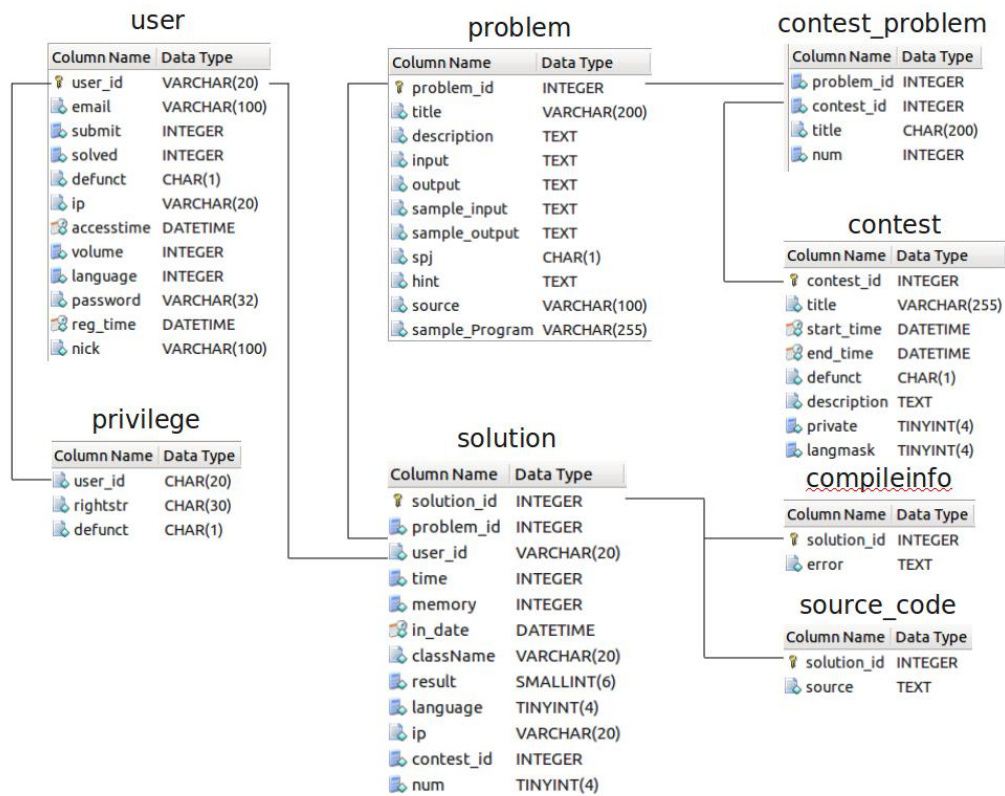 user
Column Name Data Type
user_id VARCHAR(20)
email VARCHAR(100)
submit INTEGER
solved INTEGER
defunct CHAR(1)
ip VARCHAR(20)
accesstime DATETIME
volume INTEGER
language INTEGER
password VARCHAR(32)
reg_time DATETIME
nick VARCHAR(100)
privilege
Column Name Data Type
user_id CHAR(20)
rightstr CHAR(30)
defunct CHAR(1)
problem
Column Name Data Type
problem_id INTEGER
title VARCHAR(200)
description TEXT
input TEXT
output TEXT
sample_input TEXT
sample_output TEXT
spj CHAR(1)
hint TEXT
source VARCHAR(100)
sample_Program VARCHAR(255)
solution
Column Name Data Type
solution_id INTEGER
problem_id INTEGER
user_id VARCHAR(20)
time INTEGER
memory INTEGER
in_date DATETIME
className VARCHAR(20)
result SMALLINT(6)
language TINYINT(4)
ip VARCHAR(20)
contest_id INTEGER
num TINYINT(4)
contest_problem
Column Name Data Type
problem_id INTEGER
contest_id INTEGER
title CHAR(200)
num INTEGER
contest
Column Name Data Type
contest_id INTEGER
title VARCHAR(255)
start_time DATETIME
end_time DATETIME
defunct CHAR(1)
description TEXT
private TINYINT(4)
langmask TINYINT(4)
compileinfo
Column Name Data Type
solution_id INTEGER
error TEXT
source_code
Column Name Data Type
solution_id INTEGER
source TEXT